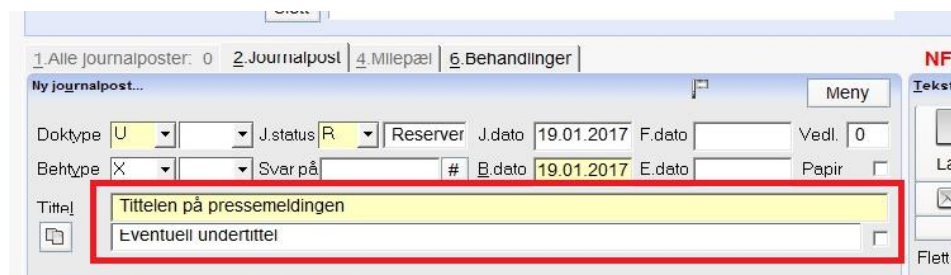 1.Alle journalposter: 0 2.Journalpost 4.Milepæl 6.Behandlinger NF
Ny journalpost... Meny Tekst
Doktype U J.status R Reserver J.dato 19.01.2017 F.dato Vedl. 0
Behtype X Svar på # B.dato 19.01.2017 E.dato Papir La
Tittel Tittelen på pressemeldingen
Eventuell undertittel
Flett